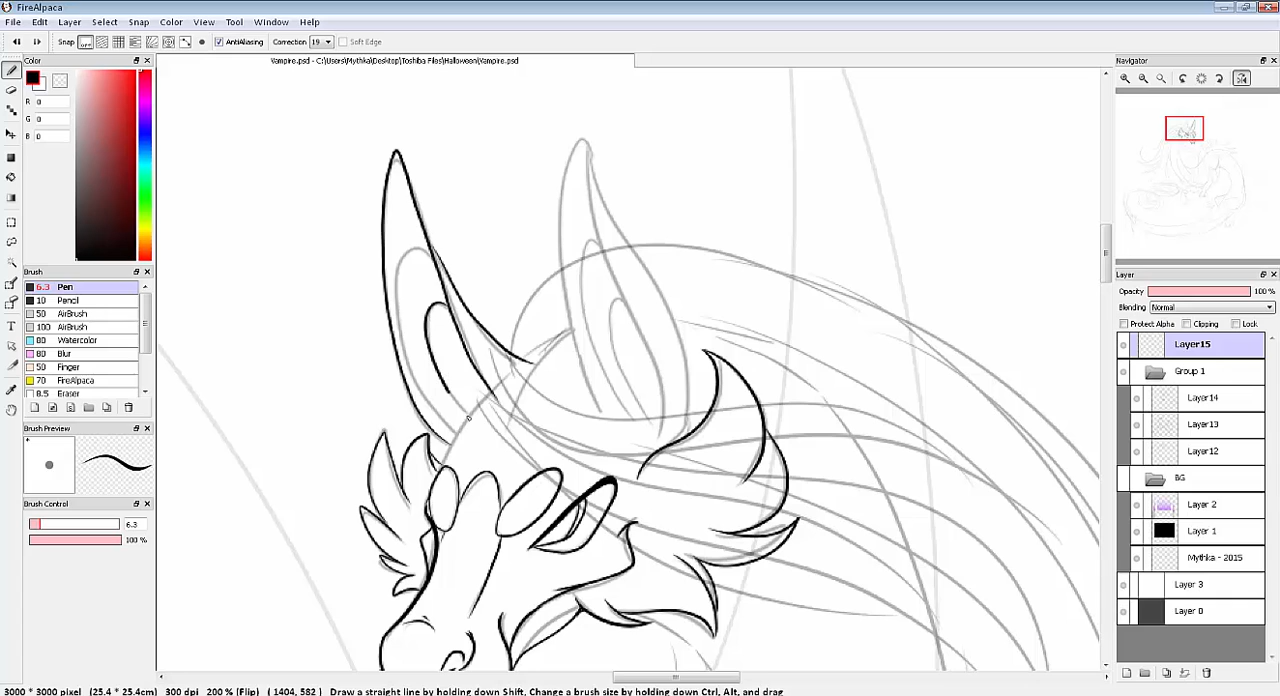 FireAlpaca
File Edit Layer Snap Color View Tool Window Help
Snap OFF AntiAliasing Correction 19 Soft Edge
Color Vampire.psd - C:\Users\Mythka\Desktop\Toshiba Files\Halloween\Vampire.psd Navigator
R 0
G 0
B 0
Brush
6.3 Pen
10 Pencil
50 AirBrush
100 AirBrush
80 Watercolor
80 Blur
50 Finger
70 FireAlpaca
8.5 Eraser
Brush Preview
Brush Control
6.3
100 %
Layer
Opacity 100 %
Blending Normal
Protect Alpha Clipping Lock
Layer15
Group 1
Layer14
Layer13
Layer12
BG
Layer 2
Layer 1
Mythka - 2015
Layer 3
Layer 0
3000 * 3000 pixel (25.4 * 25.4cm) 300 dpi 200 % (Flip) ( 1404, 582 ) Draw a straight line by holding down Shift, Change a brush size by holding down Ctrl, Alt, and drag